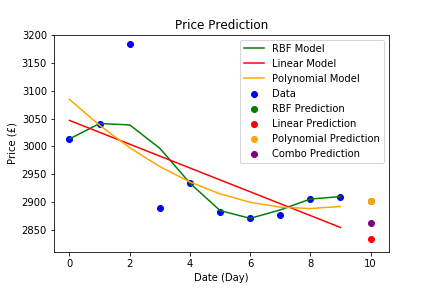 Price Prediction
3200
3150
3100
3050
3000
2950
2900
2850
Price (£)
0
2
4
6
8
10
Date (Day)
RBF Model
Linear Model
Polynomial Model
Data
RBF Prediction
Linear Prediction
Polynomial Prediction
Combo Prediction